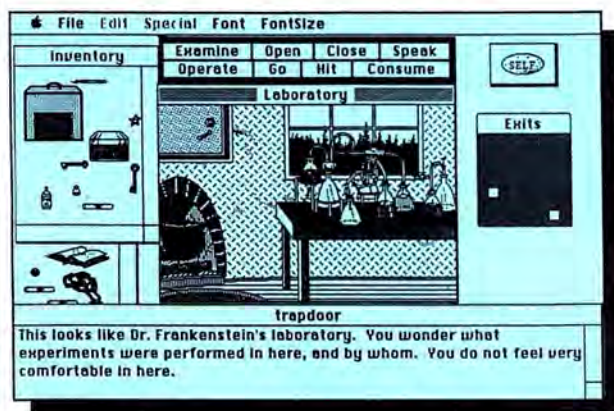 File Edit Special Font FontSize
Inventory
Examine Open Close Speak
Operate Go Hit Consume
SELF
Laboratory
Exits
trapdoor
This looks like Dr. Frankenstein's laboratory. You wonder what
experiments were performed in here, and by whom. You do not feel very
comfortable in here.